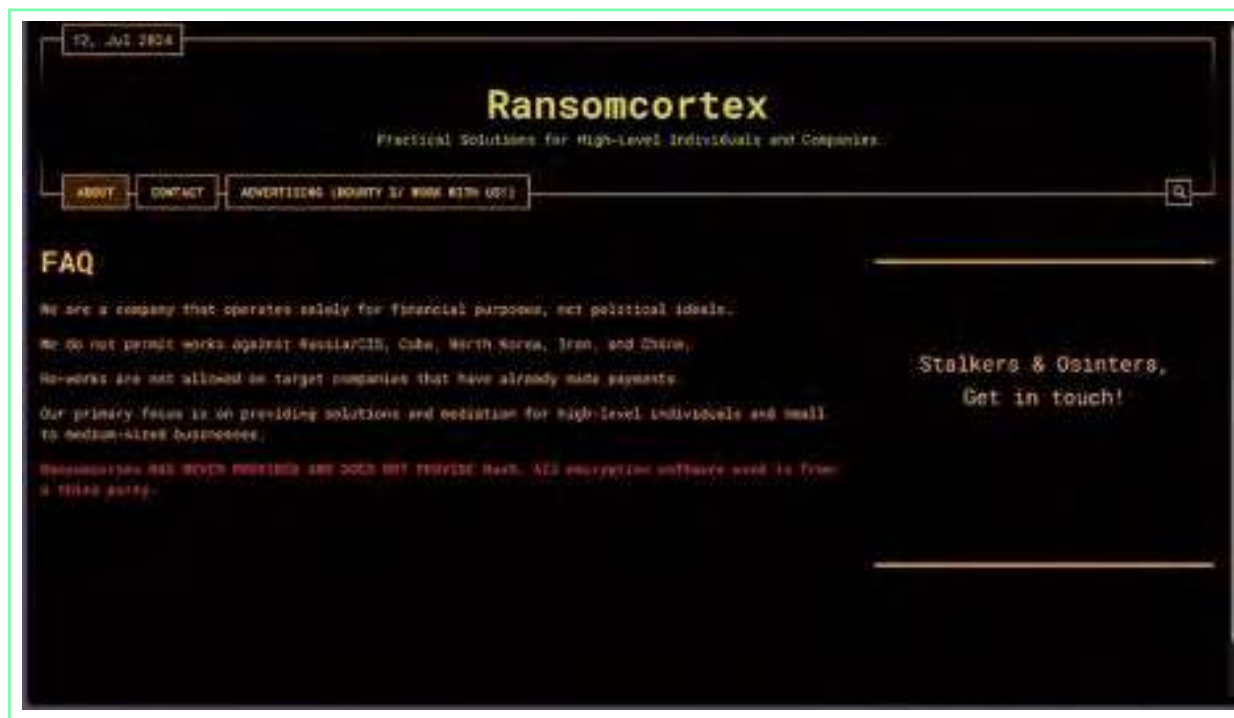 12, Jul 2024
Ransomcortex
Practical Solutions for High-Level Individuals and Companies.
ABOUT
CONTACT
ADVERTISING (BOUNTY $/ WORK WITH US!)
FAQ
We are a company that operates solely for financial purposes, not political ideals.
We do not permit works against Russia/CIS, Cuba, North Korea, Iran, and China.
Re-works are not allowed on target companies that have already made payments
Our primary focus is on providing solutions and mediation for high-level individuals and small
to medium-sized businesses.
Ransomcortex HAS NEVER PROVIDED AND DOES NOT PROVIDE RaaS. All encryption software used is from
a third party.
Stalkers & Osinters,
Get in touch!